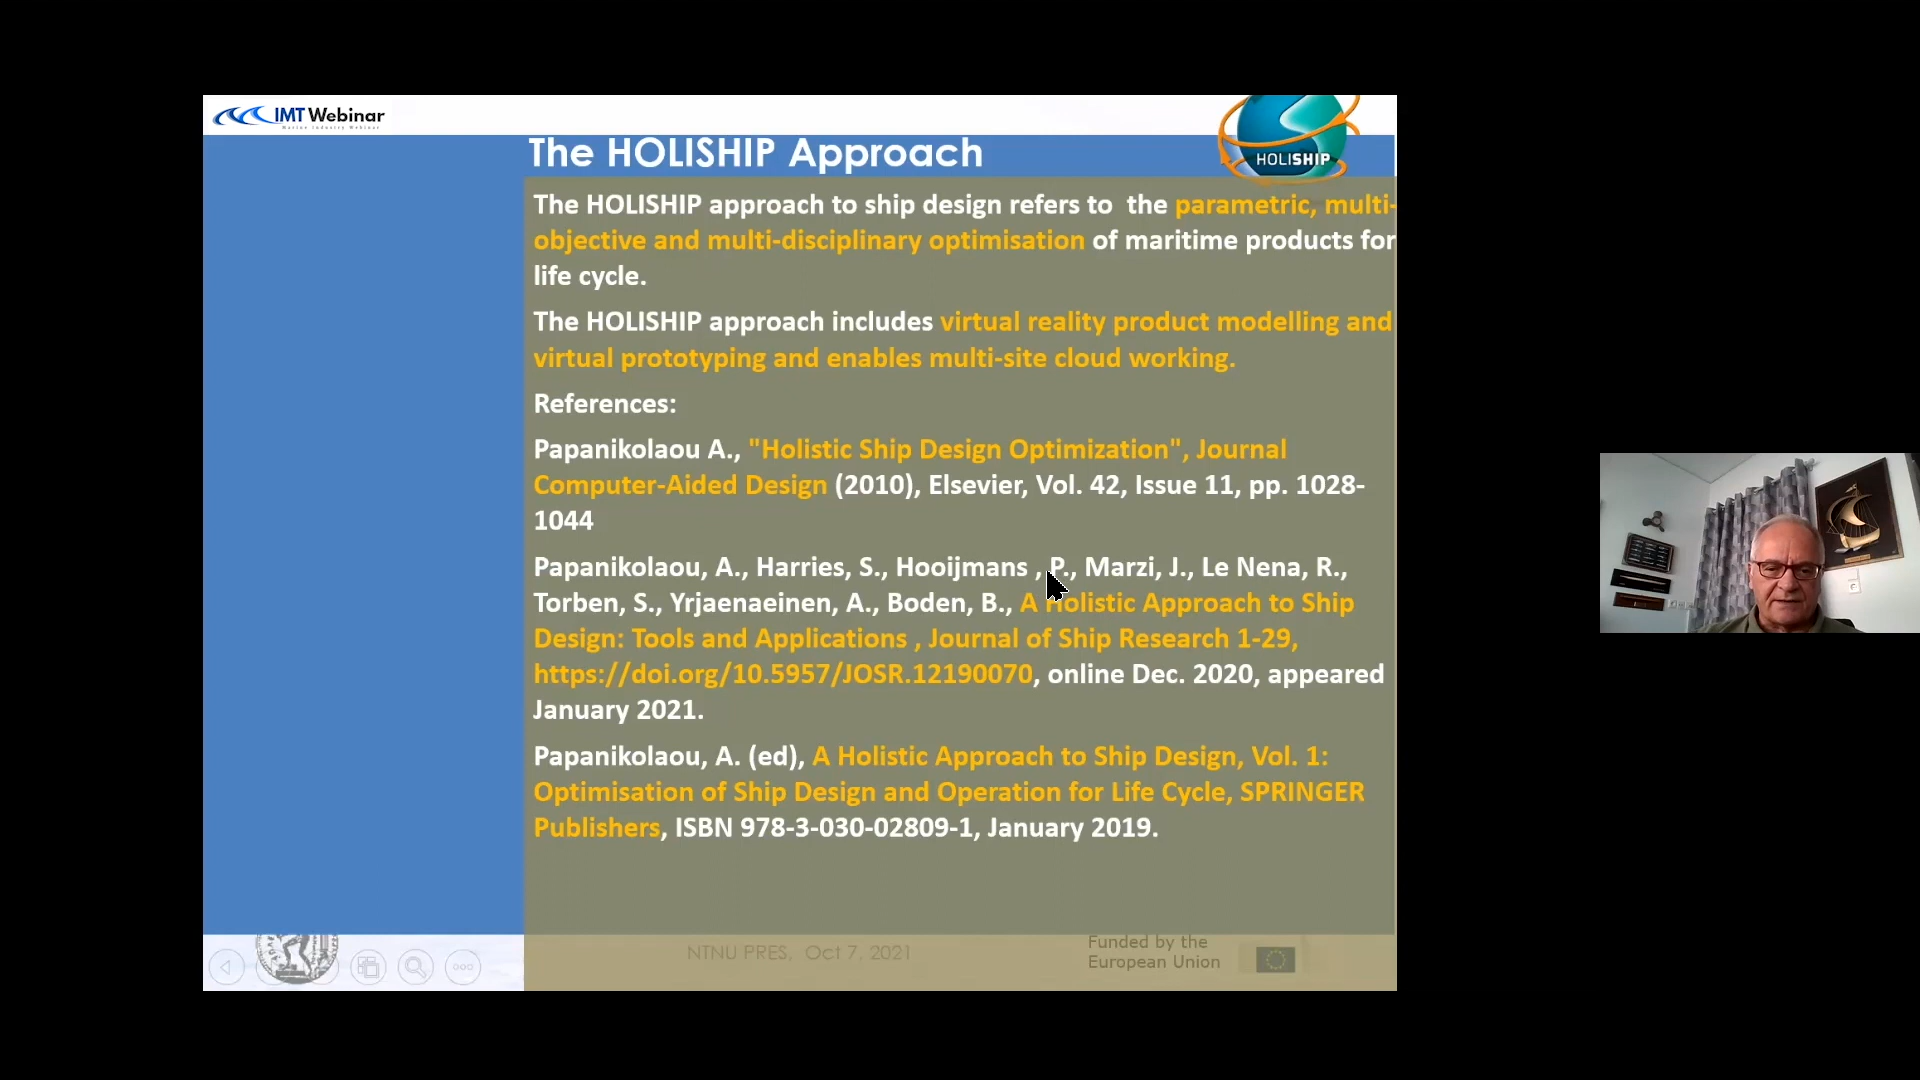 IMT Webinar
Marine Industry Webinar
The HOLISHIP Approach
HOLISHIP
The HOLISHIP approach to ship design refers to  the parametric, multi-
objective and multi-disciplinary optimisation of maritime products for
life cycle.
The HOLISHIP approach includes virtual reality product modelling and
virtual prototyping and enables multi-site cloud working.
References:
Papanikolaou A., "Holistic Ship Design Optimization", Journal
Computer-Aided Design (2010), Elsevier, Vol. 42, Issue 11, pp. 1028-
1044
Papanikolaou, A., Harries, S., Hooijmans , P., Marzi, J., Le Nena, R.,
Torben, S., Yrjaenaeinen, A., Boden, B., A Holistic Approach to Ship
Design: Tools and Applications , Journal of Ship Research 1-29,
https://doi.org/10.5957/JOSR.12190070, online Dec. 2020, appeared
January 2021.
Papanikolaou, A. (ed), A Holistic Approach to Ship Design, Vol. 1:
Optimisation of Ship Design and Operation for Life Cycle, SPRINGER
Publishers, ISBN 978-3-030-02809-1, January 2019.
NTNU PRES, Oct 7, 2021
Funded by the
European Union